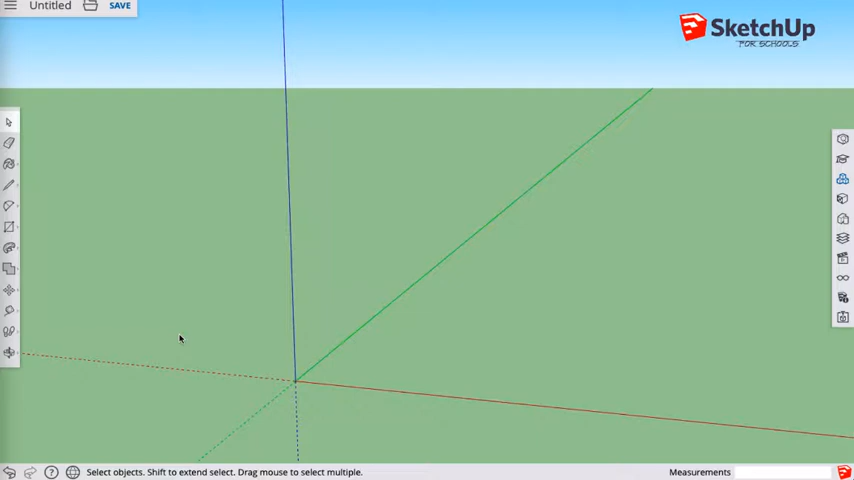 Untitled SAVE
SketchUp
FOR SCHOOLS
Select objects. Shift to extend select. Drag mouse to select multiple. Measurements